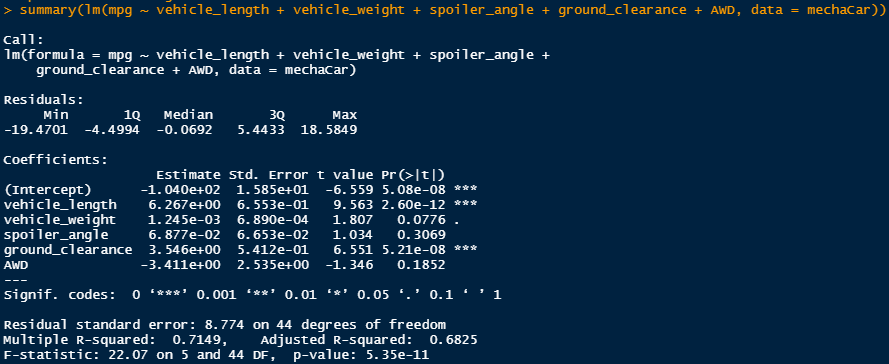 > summary(lm(mpg ~ vehicle_length + vehicle_weight + spoiler_angle + ground_clearance + AWD, data = mechaCar))
Call:
lm(formula = mpg ~ vehicle_length + vehicle_weight + spoiler_angle +
    ground_clearance + AWD, data = mechaCar)
Residuals:
     Min       1Q   Median       3Q      Max
-19.4701  -4.4994  -0.0692   5.4433  18.5849
Coefficients:
                   Estimate Std. Error t value Pr(>|t|)
(Intercept)      -1.040e+02  1.585e+01  -6.559 5.08e-08 ***
vehicle_length    6.267e+00  6.553e-01   9.563 2.60e-12 ***
vehicle_weight    1.245e-03  6.890e-04   1.807   0.0776 .
spoiler_angle     6.877e-02  6.653e-02   1.034   0.3069
ground_clearance  3.546e+00  5.412e-01   6.551 5.21e-08 ***
AWD              -3.411e+00  2.535e+00  -1.346   0.1852
---
Signif. codes:  0 ‘***’ 0.001 ‘**’ 0.01 ‘*’ 0.05 ‘.’ 0.1 ‘ ’ 1
Residual standard error: 8.774 on 44 degrees of freedom
Multiple R-squared:  0.7149,    Adjusted R-squared:  0.6825
F-statistic: 22.07 on 5 and 44 DF,  p-value: 5.35e-11